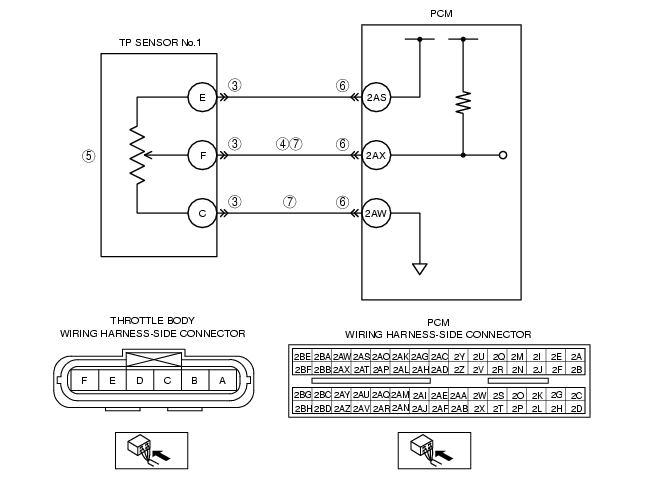 PCM
TP SENSOR No.1
E ③ ⑥ 2AS
⑤ F ③ ④⑦ ⑥ 2AX
C ③ ⑦ ⑥ 2AW
THROTTLE BODY
WIRING HARNESS-SIDE CONNECTOR
F E D C B A
PCM
WIRING HARNESS-SIDE CONNECTOR
2BE 2BA 2AW 2AS 2AO 2AK 2AG 2AC 2Y 2U 2Q 2M 2I 2E 2A
2BF 2BB 2AX 2AT 2AP 2AL 2AH 2AD 2Z 2V 2R 2N 2J 2F 2B
2BG 2BC 2AY 2AU 2AQ 2AM 2AI 2AE 2AA 2W 2S 2O 2K 2G 2C
2BH 2BD 2AZ 2AV 2AR 2AN 2AJ 2AF 2AB 2X 2T 2P 2L 2H 2D